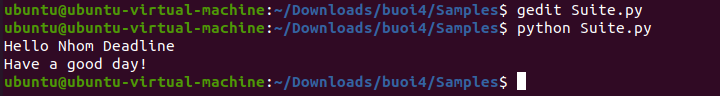 ubuntu@ubuntu-virtual-machine:~/Downloads/buoi4/Samples$ gedit Suite.py
ubuntu@ubuntu-virtual-machine:~/Downloads/buoi4/Samples$ python Suite.py
Hello Nhom Deadline
Have a good day!
ubuntu@ubuntu-virtual-machine:~/Downloads/buoi4/Samples$